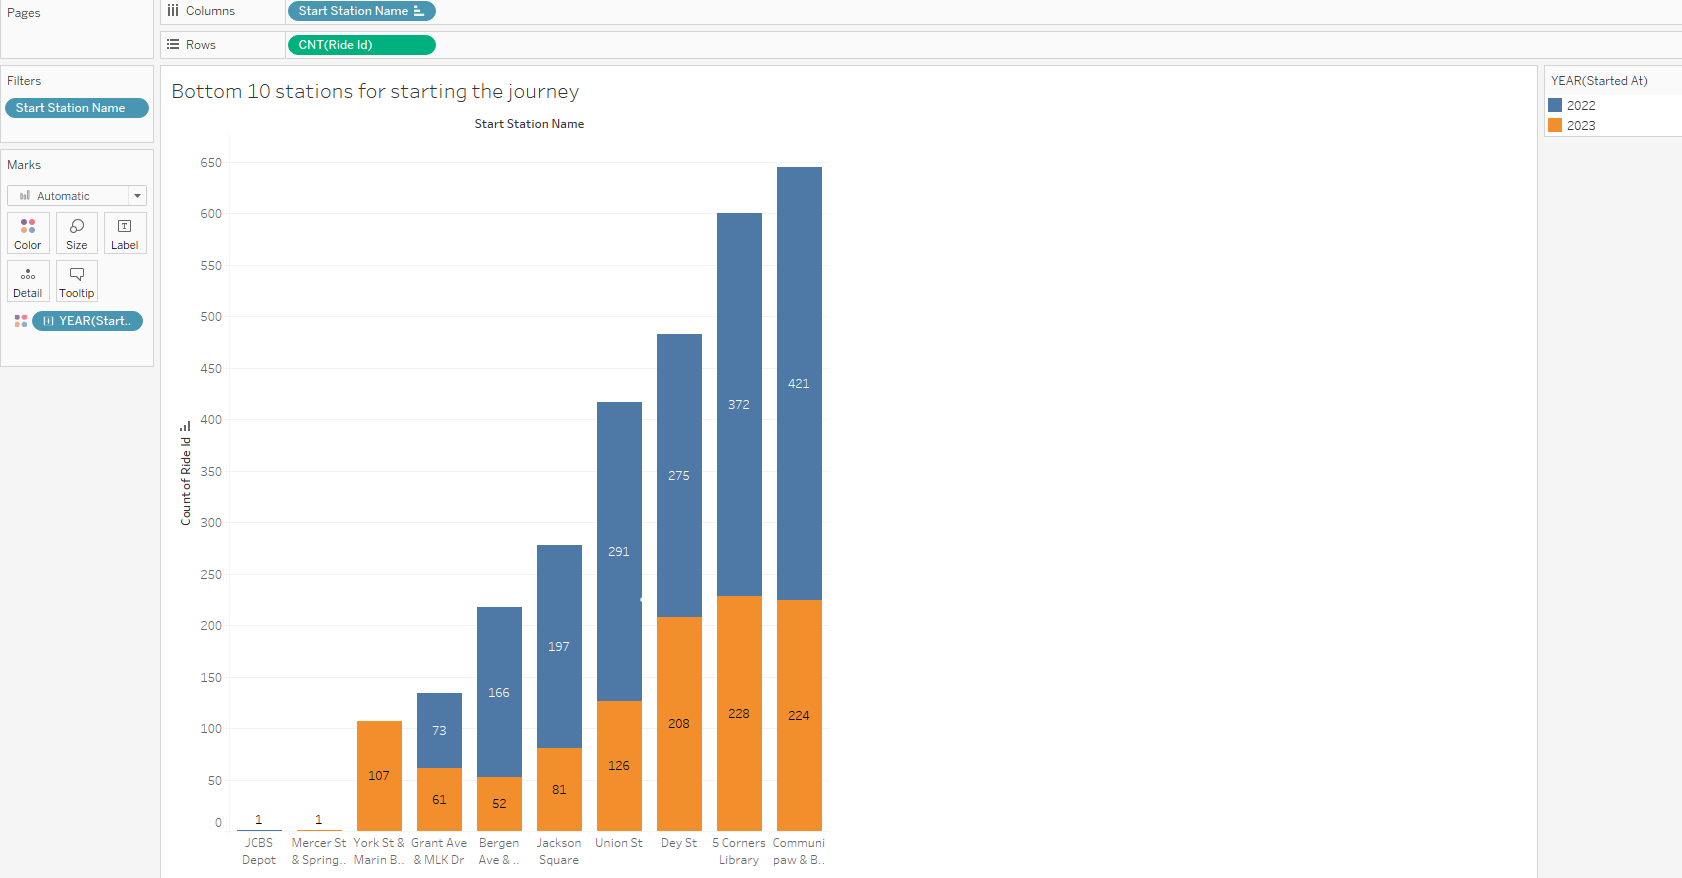 Pages
Columns
Start Station Name
Rows
CNT(Ride Id)
Filters
Start Station Name
Marks
Automatic
Color
Size
Label
Detail
Tooltip
YEAR(Start..
Bottom 10 stations for starting the journey
Start Station Name
Count of Ride Id
650
600
550
500
450
400
350
300
250
200
150
100
50
0
1
1
107
73
61
166
52
197
81
291
126
275
208
372
228
421
224
JCBS
Depot
Mercer St
& Spring..
York St &
Marin B..
Grant Ave
& MLK Dr
Bergen
Ave & ..
Jackson
Square
Union St
Dey St
5 Corners
Library
Communi
paw & B..
YEAR(Started At)
2022
2023